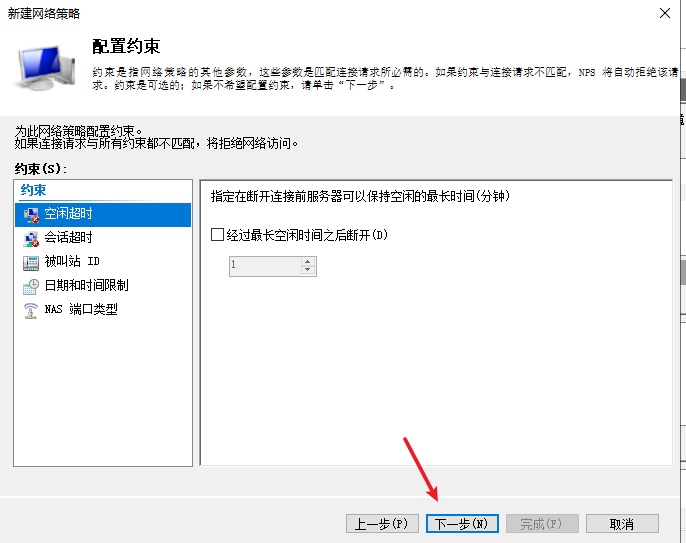 新建网络策略
配置约束
约束是指网络策略的其他参数，这些参数是匹配连接请求所必需的。如果约束与连接请求不匹配，NPS 将自动拒绝该请
求。约束是可选的；如果不希望配置约束，请单击“下一步”。
为此网络策略配置约束。
如果连接请求与所有约束都不匹配，将拒绝网络访问。
约束(S)：
约束
空闲超时
会话超时
被叫站 ID
日期和时间限制
NAS 端口类型
指定在断开连接前服务器可以保持空闲的最长时间(分钟)
经过最长空闲时间之后断开(D)
1
上一步(P)
下一步(N)
完成(F)
取消